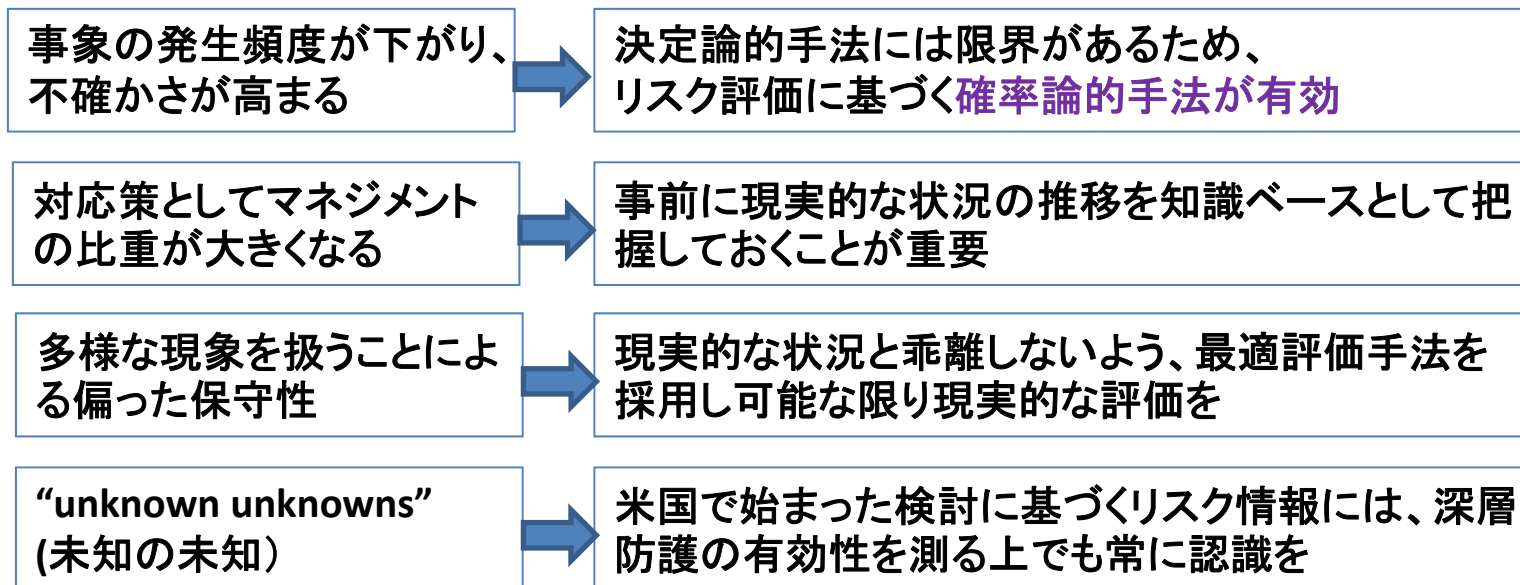 事象の発生頻度が下がり、
不確かさが高まる
決定論的手法には限界があるため、
リスク評価に基づく確率論的手法が有効
対応策としてマネジメント
の比重が大きくなる
事前に現実的な状況の推移を知識ベースとして把
握しておくことが重要
多様な現象を扱うことによ
る偏った保守性
現実的な状況と乖離しないよう、最適評価手法を
採用し可能な限り現実的な評価を
“unknown unknowns”
(未知の未知）
米国で始まった検討に基づくリスク情報には、深層
防護の有効性を測る上でも常に認識を